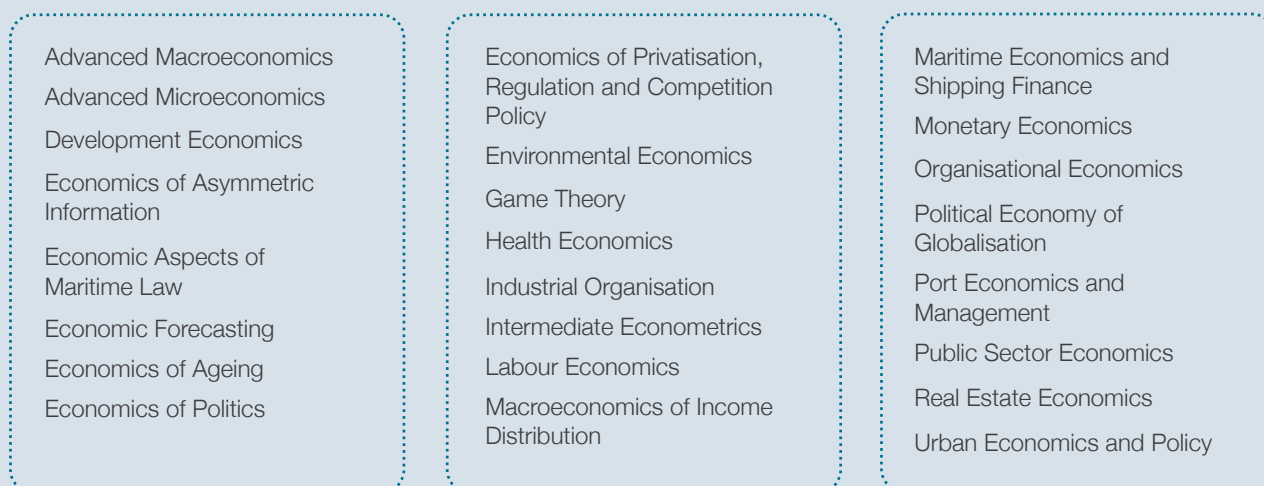 Advanced Macroeconomics
Advanced Microeconomics
Development Economics
Economics of Asymmetric
Information
Economic Aspects of
Maritime Law
Economic Forecasting
Economics of Ageing
Economics of Politics
Economics of Privatisation,
Regulation and Competition
Policy
Environmental Economics
Game Theory
Health Economics
Industrial Organisation
Intermediate Econometrics
Labour Economics
Macroeconomics of Income
Distribution
Maritime Economics and
Shipping Finance
Monetary Economics
Organisational Economics
Political Economy of
Globalisation
Port Economics and
Management
Public Sector Economics
Real Estate Economics
Urban Economics and Policy